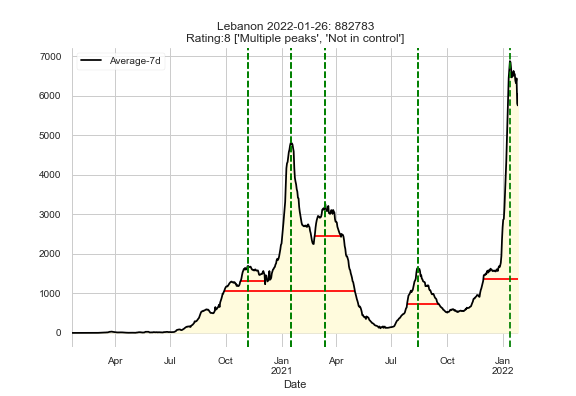 Lebanon 2022-01-26: 882783
Rating:8 ['Multiple peaks', 'Not in control']
Average-7d
7000
6000
5000
4000
3000
2000
1000
0
Apr Jul Oct Jan Apr Jul Oct Jan
2021 2022
Date